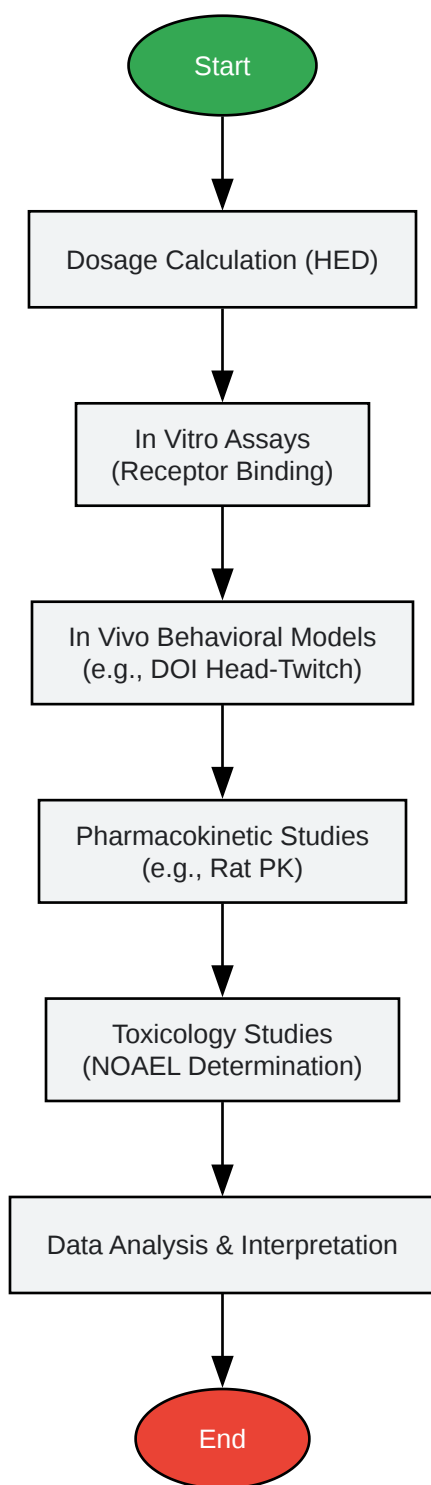 Start
Dosage Calculation (HED)
In Vitro Assays
(Receptor Binding)
In Vivo Behavioral Models
(e.g., DOI Head-Twitch)
Pharmacokinetic Studies
(e.g., Rat PK)
Toxicology Studies
(NOAEL Determination)
Data Analysis & Interpretation
End